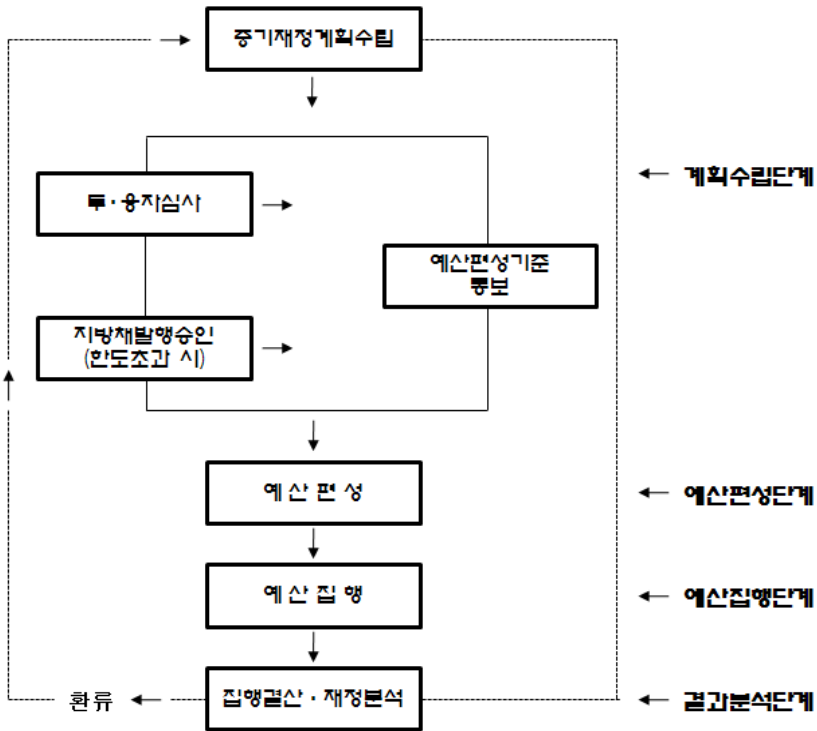 중기재정계획수립
계획수립단계
투·융자심사
예산편성기준
통보
지방채발행승인
(한도초과 시)
예 산 편 성
예산편성단계
예 산 집 행
예산집행단계
환류
집행결산·재정분석
결과분석단계